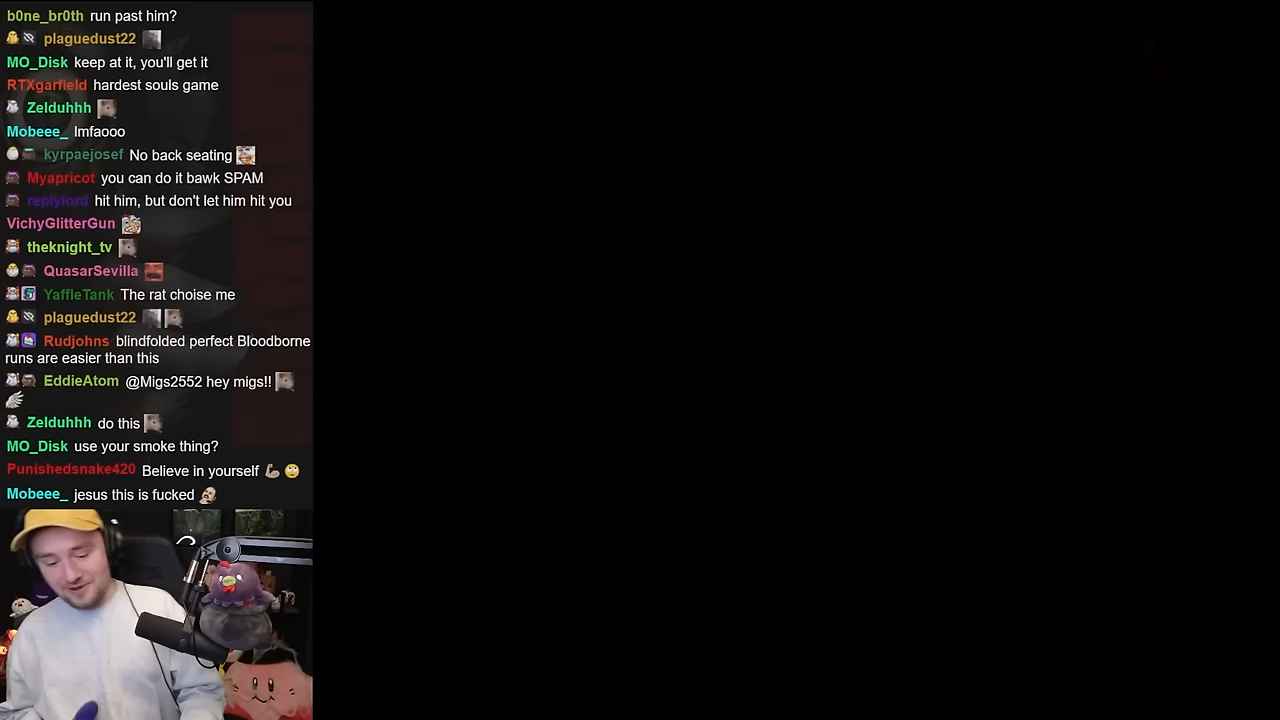 b0ne_br0th run past him?
plaguedust22
MO_Disk keep at it, you'll get it
RTXgarfield hardest souls game
Zelduhhh
Mobeee_ lmfaooo
kyrpaejosef No back seating
Myapricot you can do it bawk SPAM
replylord hit him, but don't let him hit you
VichyGlitterGun
theknight_tv
QuasarSevilla
YaffleTank The rat choise me
plaguedust22
Rudjohns blindfolded perfect Bloodborne
runs are easier than this
EddieAtom @Migs2552 hey migs!!
Zelduhhh do this
MO_Disk use your smoke thing?
Punishedsnake420 Believe in yourself 💪🏽 🙄
Mobeee_ jesus this is fucked